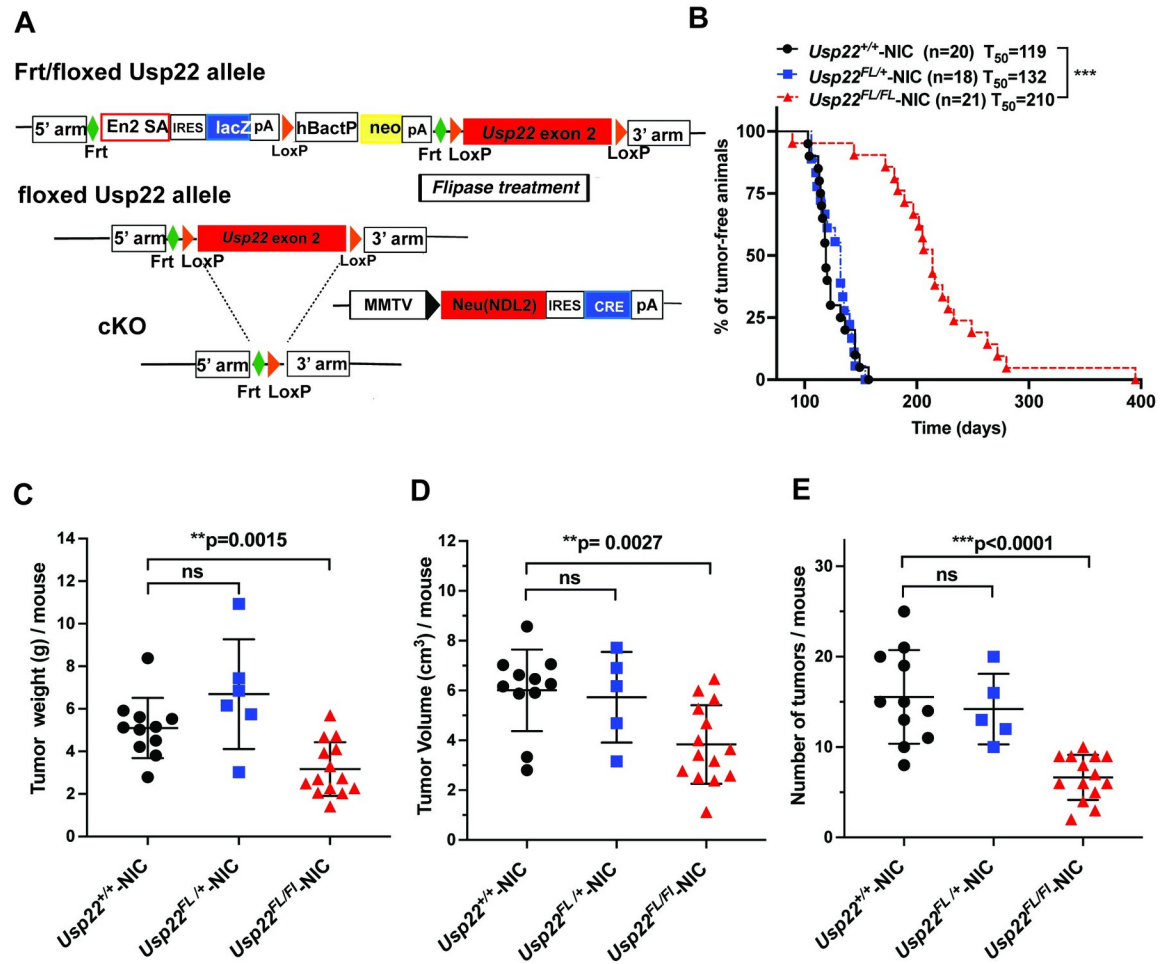 A
Frt/floxed Usp22 allele
5' arm En2 SA IRES lacZ pA hBactP neo pA Usp22 exon 2 3' arm
Frt LoxP Frt LoxP LoxP
Flipase treatment
floxed Usp22 allele
5' arm Usp22 exon 2 3' arm
Frt LoxP LoxP
MMTV Neu(NDL2) IRES CRE pA
cKO
5' arm 3' arm
Frt LoxP
B
Usp22+/+-NIC (n=20) T50=119
Usp22FL/+-NIC (n=18) T50=132
Usp22FL/FL-NIC (n=21) T50=210
***
% of tumor-free animals
100
75
50
25
0
100 200 300 400
Time (days)
C
Tumor weight (g) / mouse
14
12
10
8
6
4
2
0
**p=0.0015
ns
Usp22+/+-NIC
Usp22FL/+-NIC
Usp22FL/Fl-NIC
D
Tumor Volume (cm3) / mouse
12
10
8
6
4
2
0
**p= 0.0027
ns
Usp22+/+-NIC
Usp22FL/+-NIC
Usp22FL/Fl-NIC
E
Number of tumors / mouse
30
20
10
0
***p<0.0001
ns
Usp22+/+-NIC
Usp22FL/+-NIC
Usp22FL/Fl-NIC